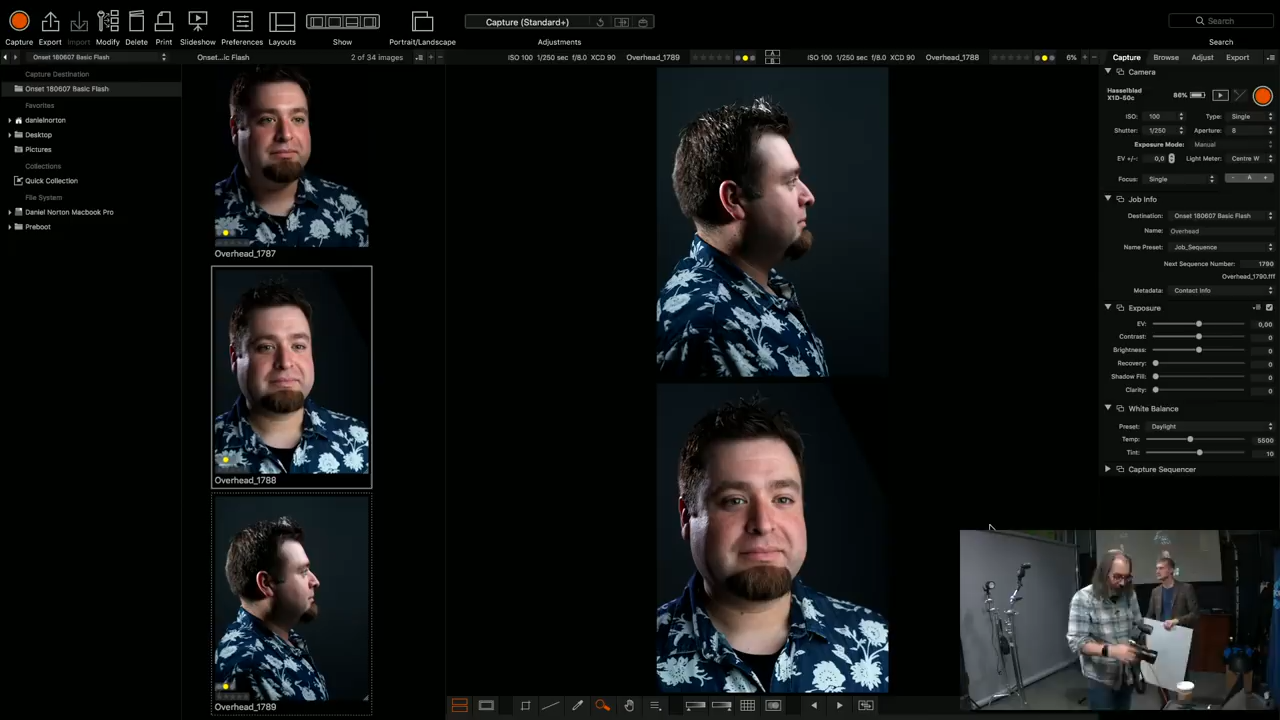 Capture Export Import Modify Delete Print Slideshow Preferences Layouts Show Portrait/Landscape Capture (Standard+) Adjustments Search Search
Onset 180607 Basic Flash Onset...ic Flash 2 of 34 images ISO 100 1/250 sec f/8.0 XCD 90 Overhead_1789 A B ISO 100 1/250 sec f/8.0 XCD 90 Overhead_1788 6% + − Capture Browse Adjust Export
Capture Destination
Onset 180607 Basic Flash
Favorites
danielnorton
Desktop
Pictures
Collections
Quick Collection
File System
Daniel Norton Macbook Pro
Preboot
Overhead_1787
Overhead_1788
Overhead_1789
Camera
Hasselblad
X1D-50c
86%
ISO: 100 Type: Single
Shutter: 1/250 Aperture: 8
Exposure Mode: Manual
EV +/-: 0,0 Light Meter: Centre W
Focus: Single - A +
Job Info
Destination: Onset 180607 Basic Flash
Name: Overhead
Name Preset: Job_Sequence
Next Sequence Number: 1790
Overhead_1790.fff
Metadata: Contact Info
Exposure
EV: 0,00
Contrast: 0
Brightness: 0
Recovery: 0
Shadow Fill: 0
Clarity: 0
White Balance
Preset: Daylight
Temp: 5500
Tint: 10
Capture Sequencer